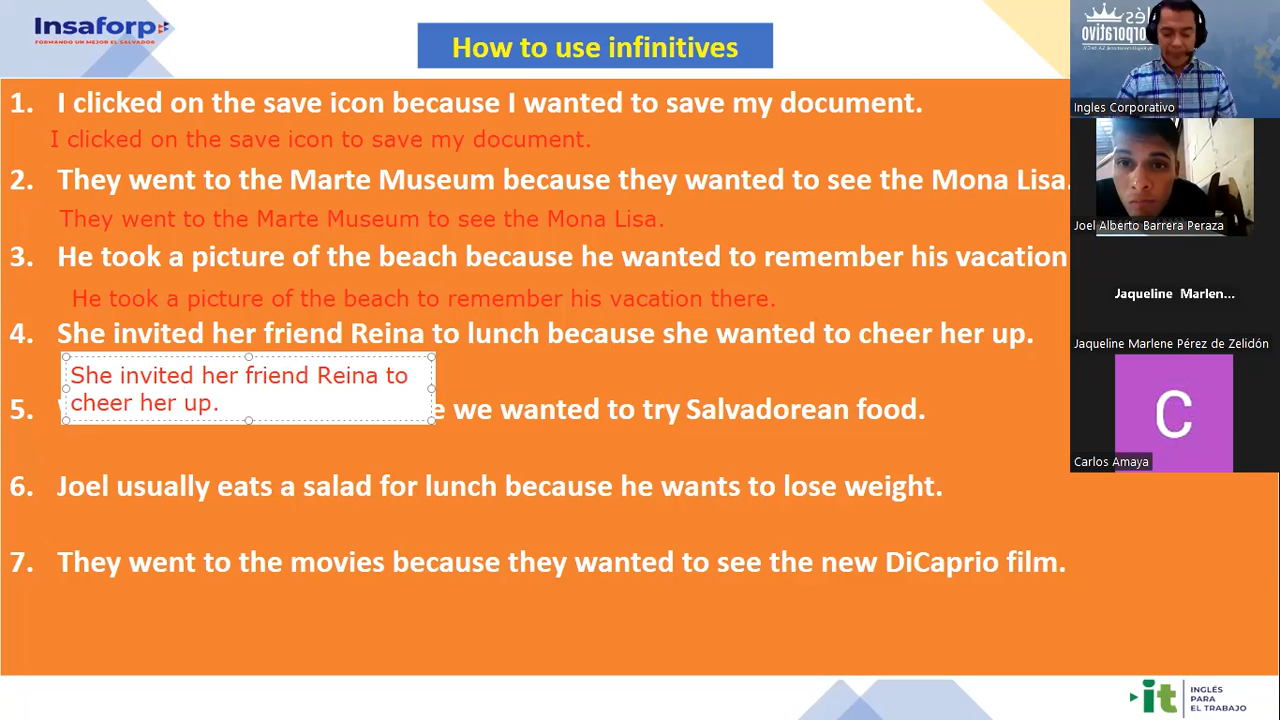 Insaforp
FORMANDO UN MEJOR EL SALVADOR
How to use infinitives
1. I clicked on the save icon because I wanted to save my document.
I clicked on the save icon to save my document.
2. They went to the Marte Museum because they wanted to see the Mona Lisa.
They went to the Marte Museum to see the Mona Lisa.
3. He took a picture of the beach because he wanted to remember his vacation
He took a picture of the beach to remember his vacation there.
4. She invited her friend Reina to lunch because she wanted to cheer her up.
She invited her friend Reina to
cheer her up.
5. we wanted to try Salvadorean food.
6. Joel usually eats a salad for lunch because he wants to lose weight.
7. They went to the movies because they wanted to see the new DiCaprio film.
Ingles Corporativo
Joel Alberto Barrera Peraza
Jaqueline Marlen...
Jaqueline Marlene Pérez de Zelidón
C
Carlos Amaya
it
INGLÉS
PARA
EL TRABAJO